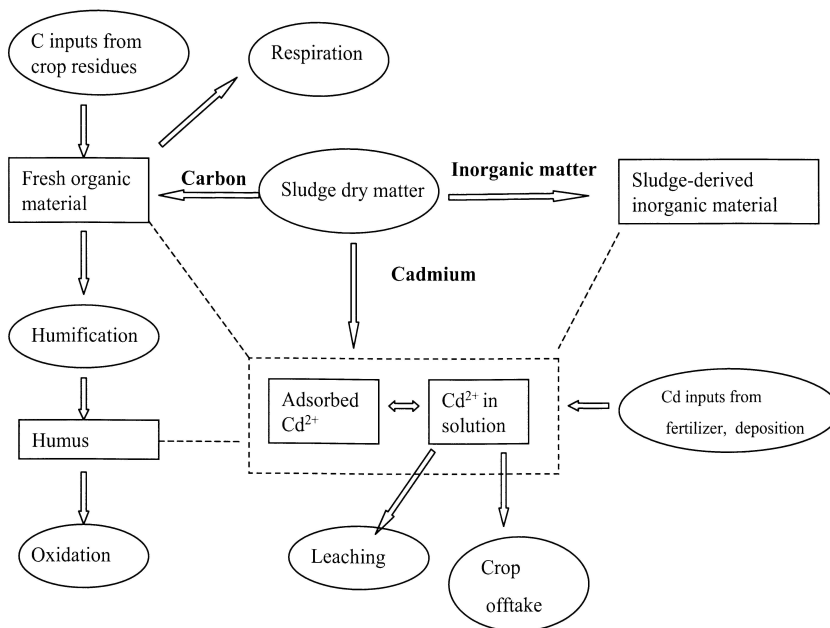 C inputs from
crop residues
Respiration
Fresh organic
material
Carbon
Sludge dry matter
Inorganic matter
Sludge-derived
inorganic material
Cadmium
Humification
Adsorbed
Cd²⁺
Cd²⁺ in
solution
Cd inputs from
fertilizer, deposition
Humus
Oxidation
Leaching
Crop
offtake